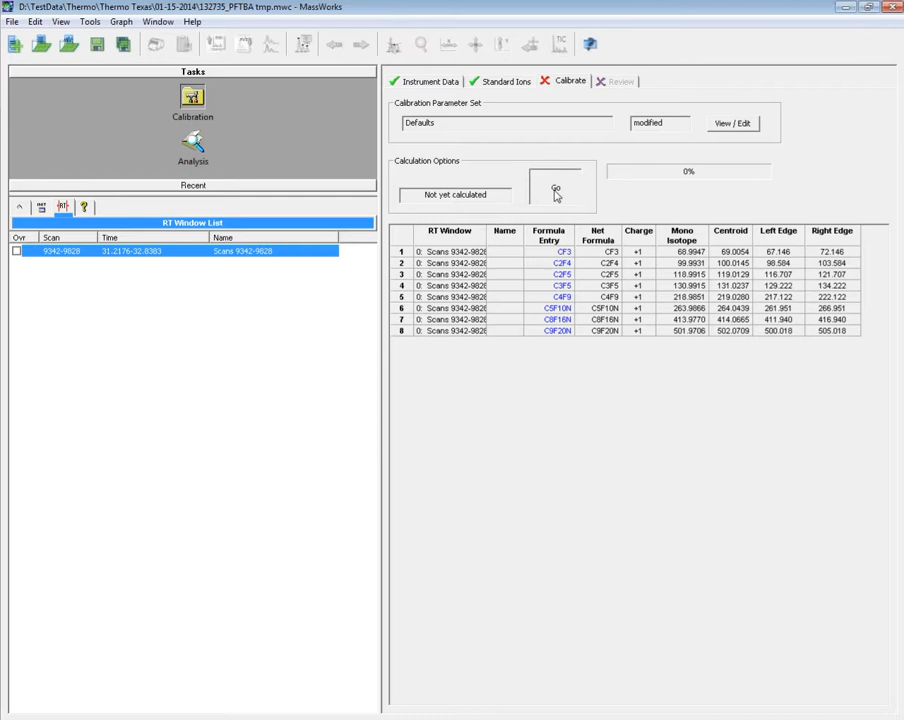 D:\TestData\Thermo\Thermo Texas\01-15-2014\132735_PFTBA tmp.mwc - MassWorks
File Edit View Tools Graph Window Help
Tasks
Calibration
Analysis
Recent
RT Window List
Ovr Scan Time Name
9342-9828 31.2176-32.8383 Scans 9342-9828
Instrument Data Standard Ions Calibrate Review
Calibration Parameter Set
Defaults modified View / Edit
Calculation Options
Not yet calculated Go 0%
RT Window Name Formula Entry Net Formula Charge Mono Isotope Centroid Left Edge Right Edge
1 0: Scans 9342-9828 CF3 CF3 +1 68.9947 69.0054 67.146 72.146
2 0: Scans 9342-9828 C2F4 C2F4 +1 99.9931 100.0145 98.584 103.584
3 0: Scans 9342-9828 C2F5 C2F5 +1 118.9915 119.0129 116.707 121.707
4 0: Scans 9342-9828 C3F5 C3F5 +1 130.9915 131.0237 129.222 134.222
5 0: Scans 9342-9828 C4F9 C4F9 +1 218.9851 219.0280 217.122 222.122
6 0: Scans 9342-9828 C5F10N C5F10N +1 263.9866 264.0439 261.951 266.951
7 0: Scans 9342-9828 C8F16N C8F16N +1 413.9770 414.0665 411.940 416.940
8 0: Scans 9342-9828 C9F20N C9F20N +1 501.9706 502.0709 500.018 505.018